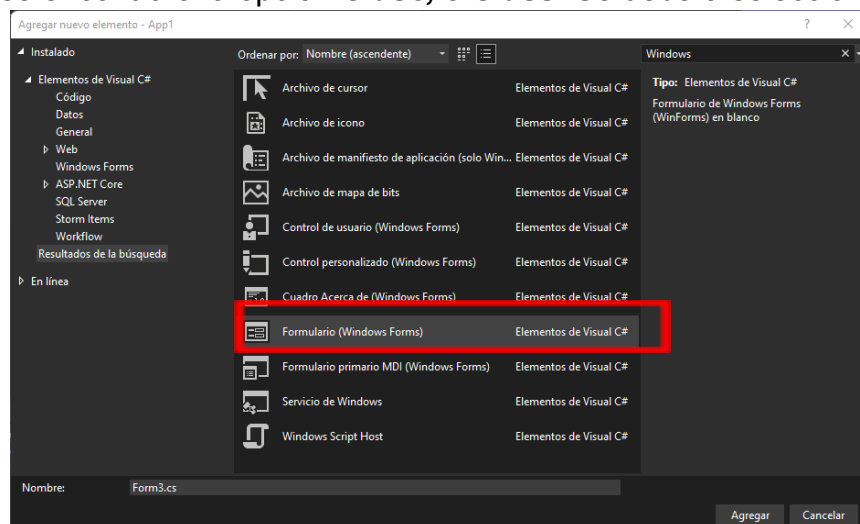 Agregar nuevo elemento - App1
? ×
Instalado
Ordenar por: Nombre (ascendente)
Windows
Elementos de Visual C#
Código
Datos
General
Web
Windows Forms
ASP.NET Core
SQL Server
Storm Items
Workflow
Resultados de la búsqueda
En línea
Archivo de cursor Elementos de Visual C#
Archivo de icono Elementos de Visual C#
Archivo de manifiesto de aplicación (solo Win... Elementos de Visual C#
Archivo de mapa de bits Elementos de Visual C#
Control de usuario (Windows Forms) Elementos de Visual C#
Control personalizado (Windows Forms) Elementos de Visual C#
Cuadro Acerca de (Windows Forms) Elementos de Visual C#
Formulario (Windows Forms) Elementos de Visual C#
Formulario primario MDI (Windows Forms) Elementos de Visual C#
Servicio de Windows Elementos de Visual C#
Windows Script Host Elementos de Visual C#
Tipo: Elementos de Visual C#
Formulario de Windows Forms
(WinForms) en blanco
Nombre: Form3.cs
Agregar Cancelar